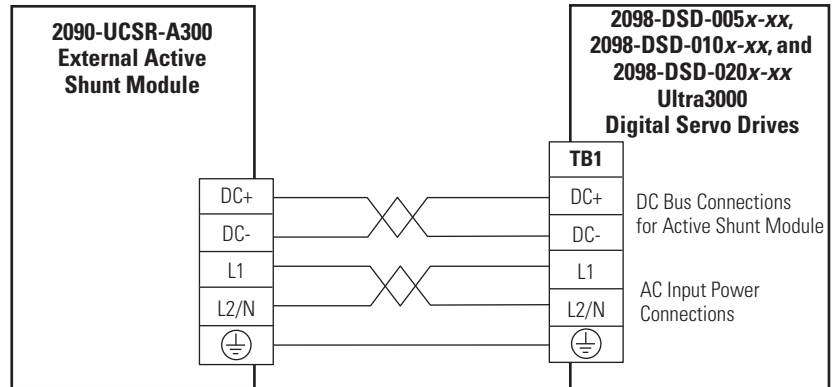 2090-UCSR-A300
External Active
Shunt Module
2098-DSD-005x-xx,
2098-DSD-010x-xx, and
2098-DSD-020x-xx
Ultra3000
Digital Servo Drives
TB1
DC+
DC-
L1
L2/N
DC+
DC-
L1
L2/N
DC Bus Connections
for Active Shunt Module
AC Input Power
Connections